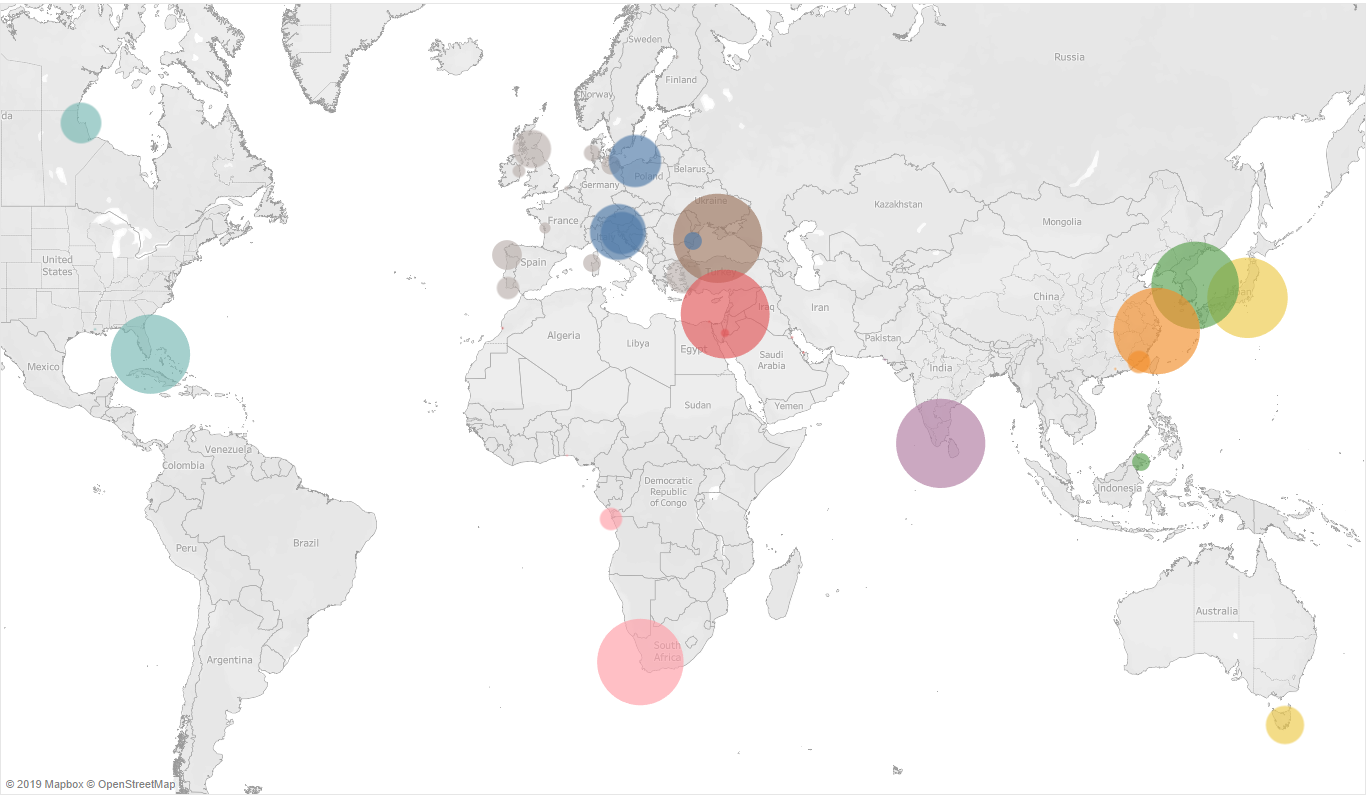 Sweden
Russia
Finland
Norway
da
Belarus
Poland
Germany
Ukraine
Kazakhstan
France
Mongolia
United
States
Spain
China
Iraq
Iran
Algeria
Libya
Egypt
Pakistan
Saudi
Arabia
Mexico
India
Sudan
Yemen
Venezuela
Colombia
Democratic
Republic
of Congo
Indonesia
Peru
Brazil
Australia
South
Africa
Argentina
© 2019 Mapbox © OpenStreetMap